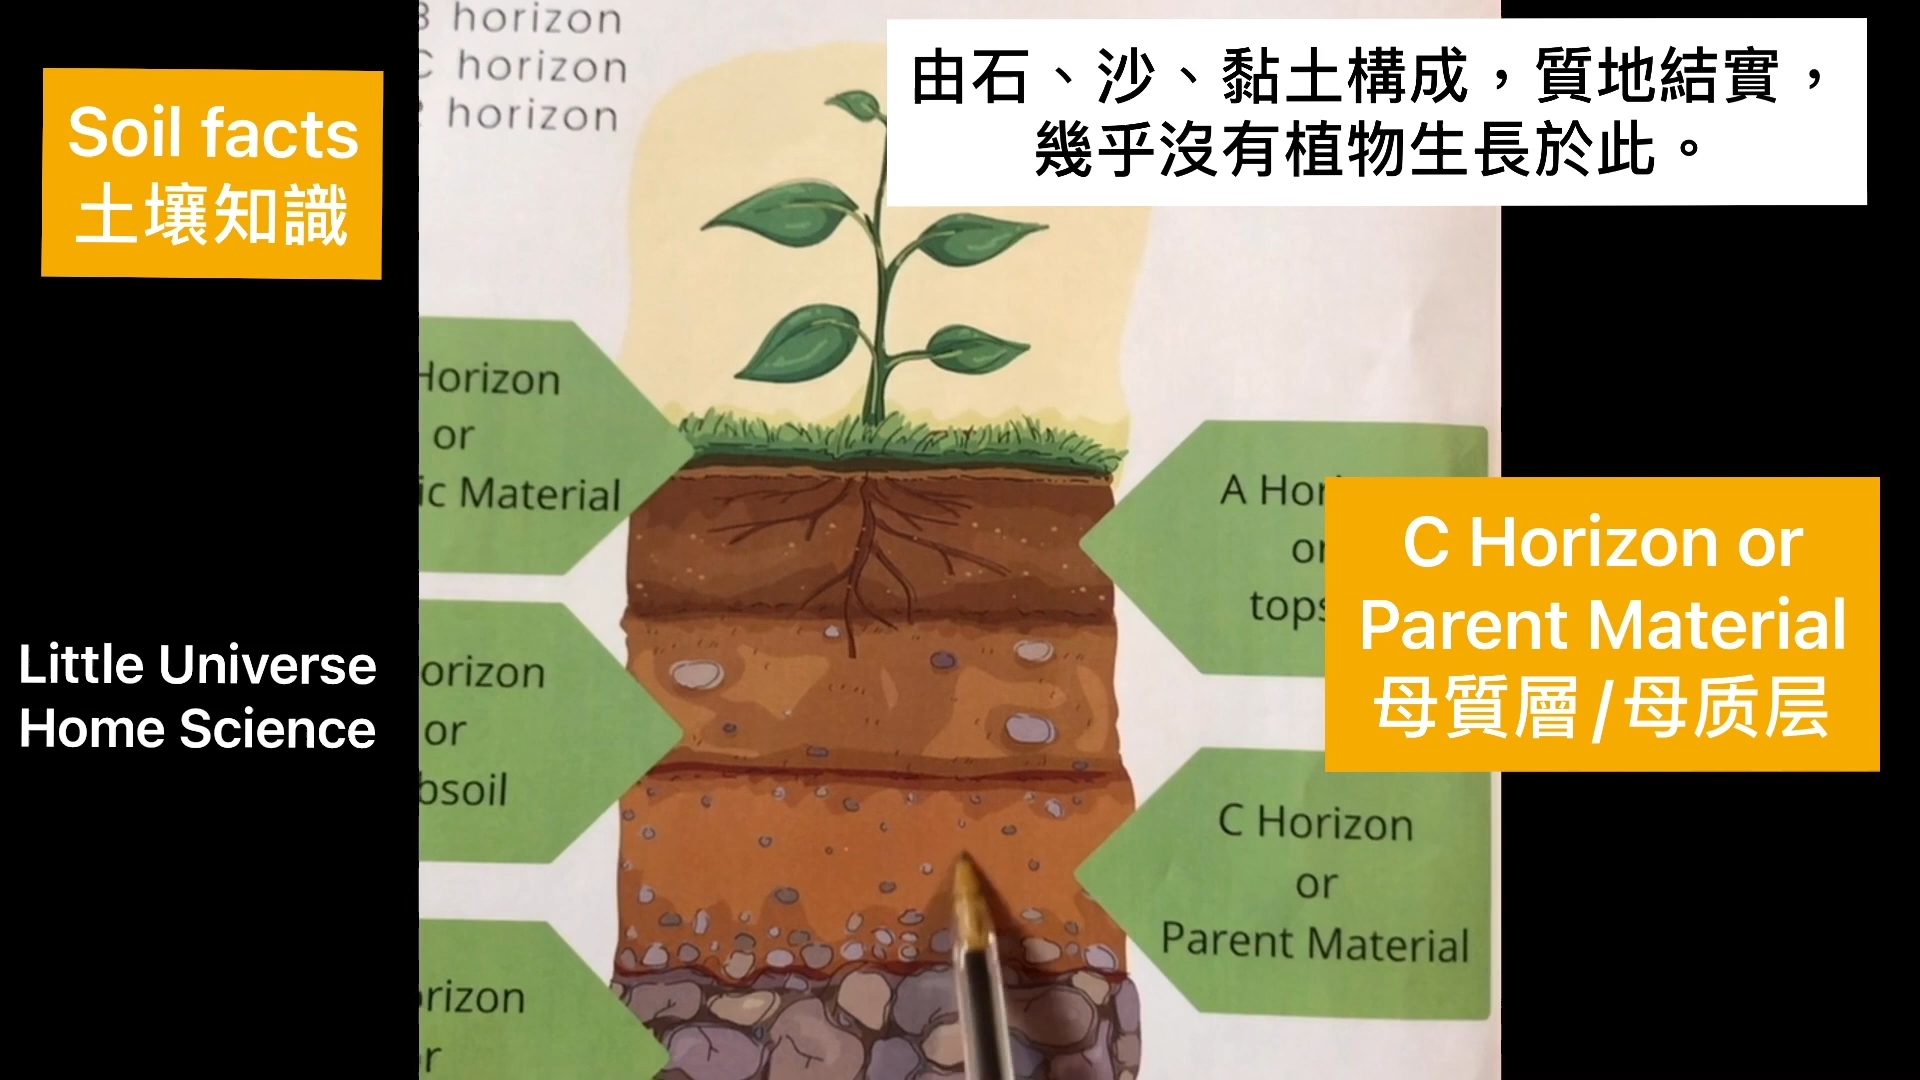 B horizon
C horizon
horizon
由石、沙、黏土構成，質地結實，
幾乎沒有植物生長於此。
Soil facts
土壤知識
Horizon
or
ic Material
A Hor
or
tops
C Horizon or
Parent Material
母質層/母质层
Little Universe
Home Science
orizon
or
bsoil
C Horizon
or
Parent Material
rizon
r